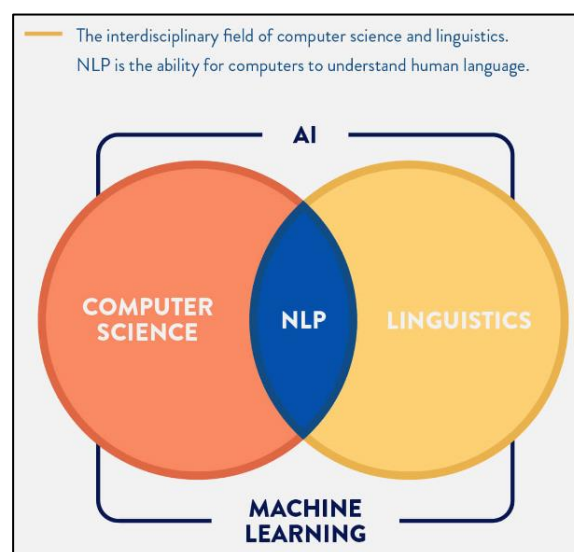 The interdisciplinary field of computer science and linguistics.
NLP is the ability for computers to understand human language.
AI
COMPUTER
SCIENCE
NLP
LINGUISTICS
MACHINE
LEARNING